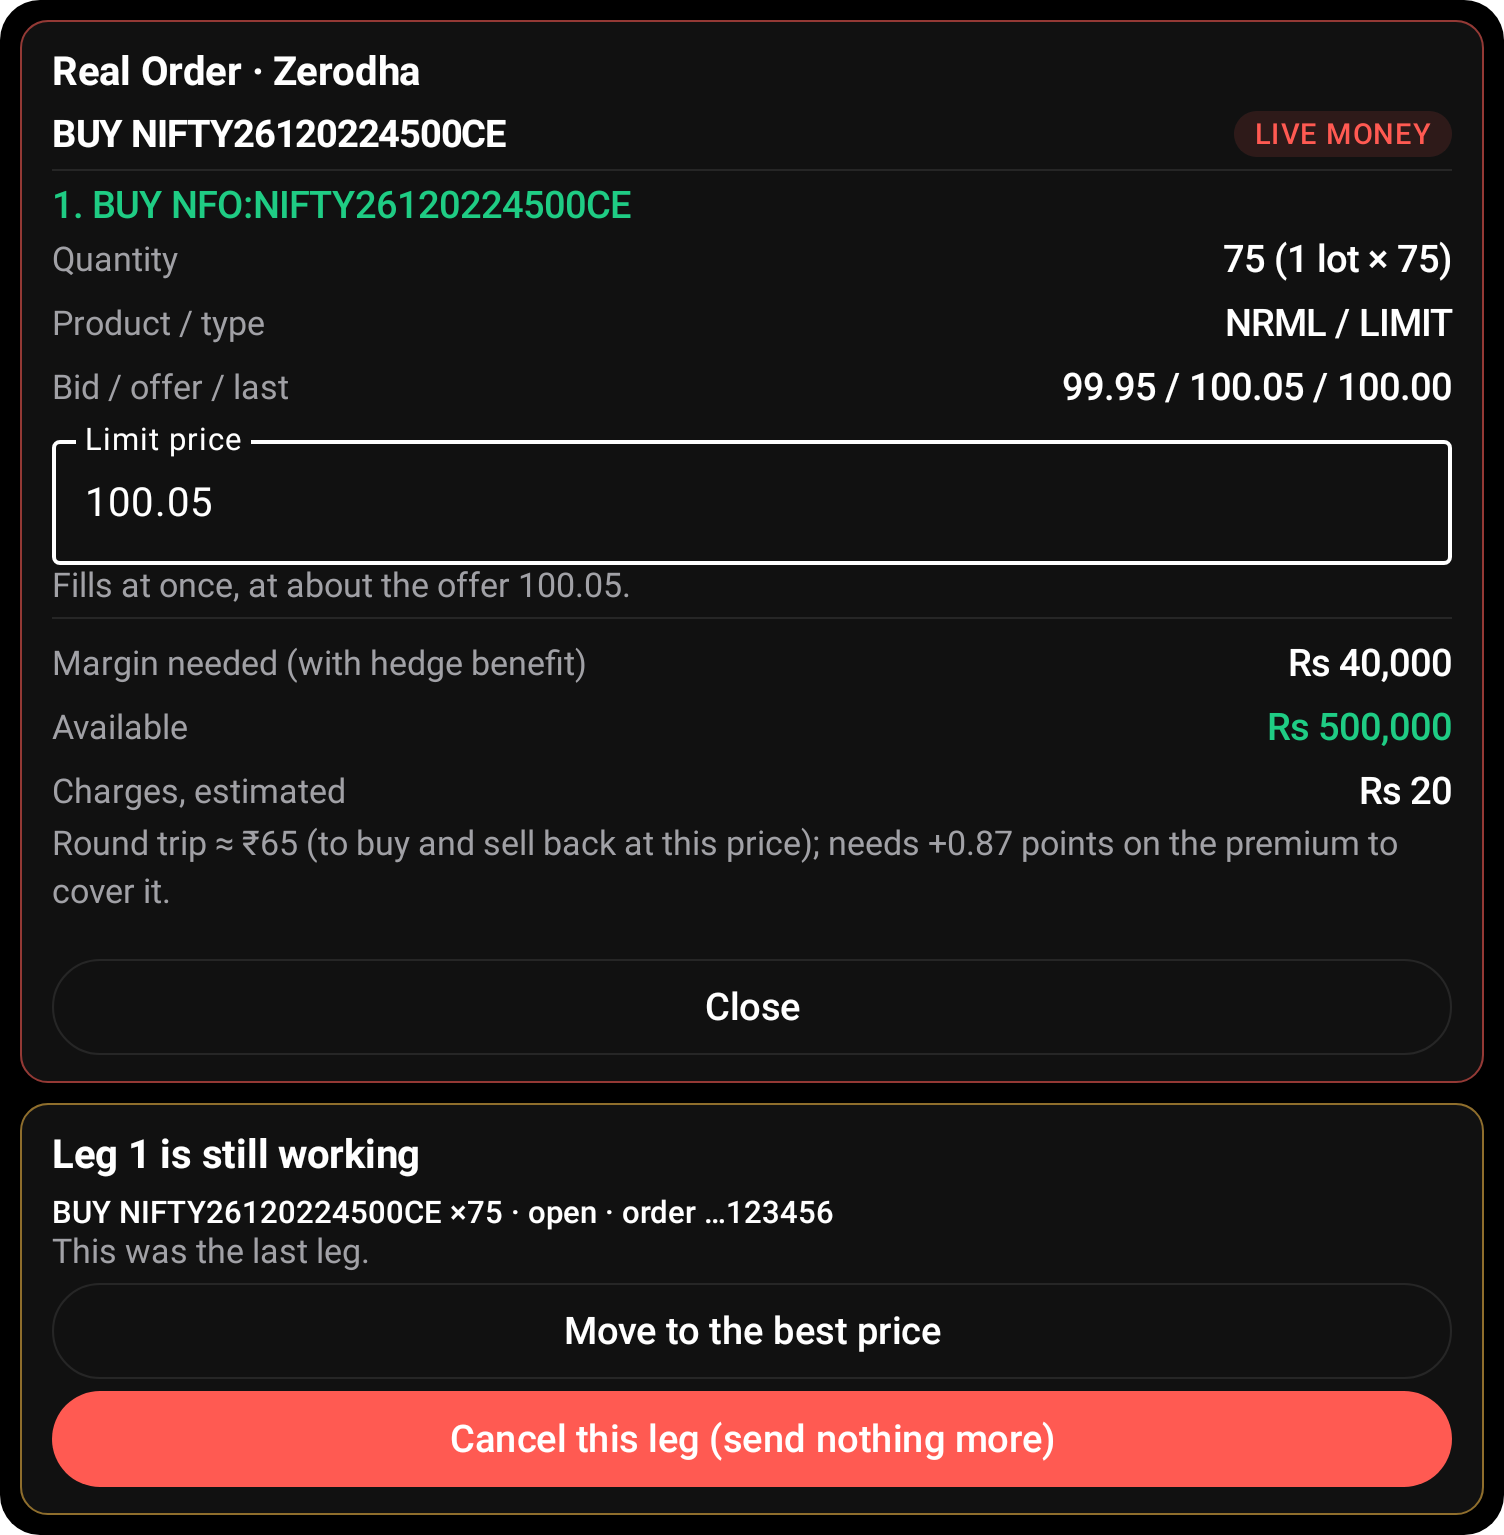 Real Order · Zerodha
BUY NIFTY26120224500CE
LIVE MONEY
1. BUY NFO:NIFTY26120224500CE
Quantity
75 (1 lot × 75)
Product / type
NRML / LIMIT
Bid / offer / last
99.95 / 100.05 / 100.00
Limit price
100.05
Fills at once, at about the offer 100.05.
Margin needed (with hedge benefit)
Rs 40,000
Available
Rs 500,000
Charges, estimated
Rs 20
Round trip ≈ ₹65 (to buy and sell back at this price); needs +0.87 points on the premium to
cover it.
Close
Leg 1 is still working
BUY NIFTY26120224500CE ×75 · open · order …123456
This was the last leg.
Move to the best price
Cancel this leg (send nothing more)